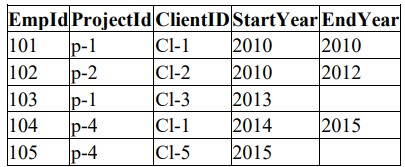 EmpId ProjectId ClientID StartYear EndYear
101 p-1 Cl-1 2010 2010
102 p-2 Cl-2 2010 2012
103 p-1 Cl-3 2013
104 p-4 Cl-1 2014 2015
105 p-4 Cl-5 2015